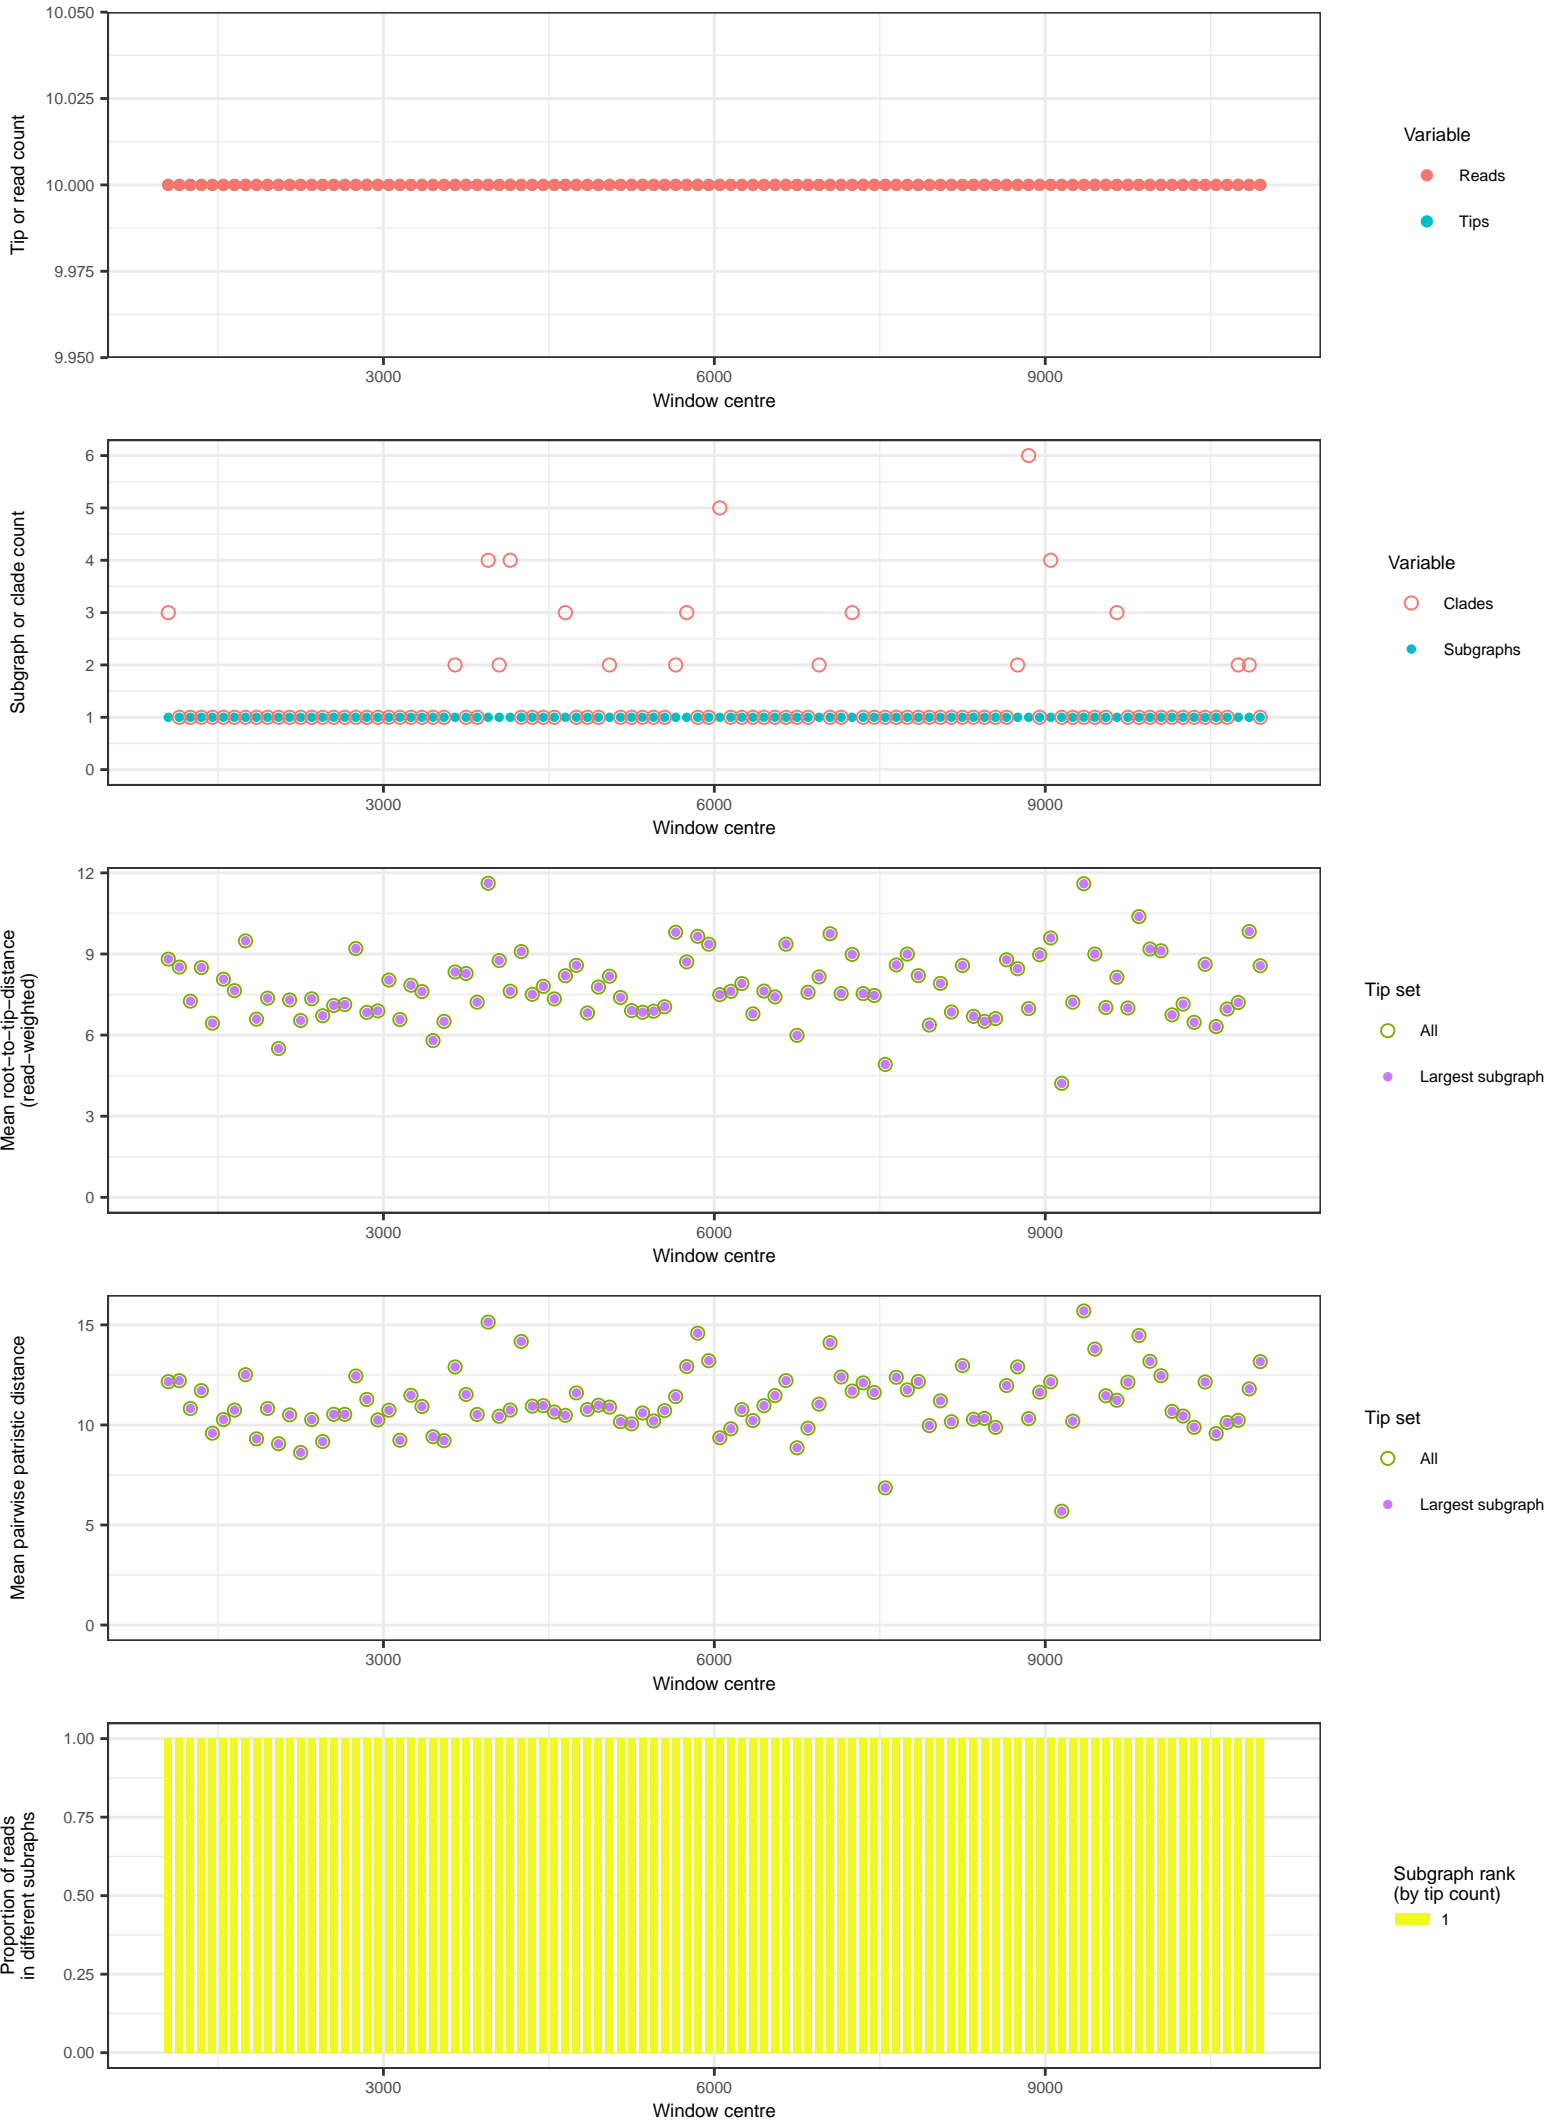 10.050
10.025
10.000
9.975
9.950
Tip or read count
3000
6000
9000
Window centre
Variable
Reads
Tips
6
5
4
3
2
1
0
Subgraph or clade count
3000
6000
9000
Window centre
Variable
Clades
Subgraphs
12
9
6
3
0
Mean root−to−tip−distance
(read−weighted)
3000
6000
9000
Window centre
Tip set
All
Largest subgraph
15
10
5
0
Mean pairwise patristic distance
3000
6000
9000
Window centre
Tip set
All
Largest subgraph
1.00
0.75
0.50
0.25
0.00
Proportion of reads
in different subraphs
3000
6000
9000
Window centre
Subgraph rank
(by tip count)
1